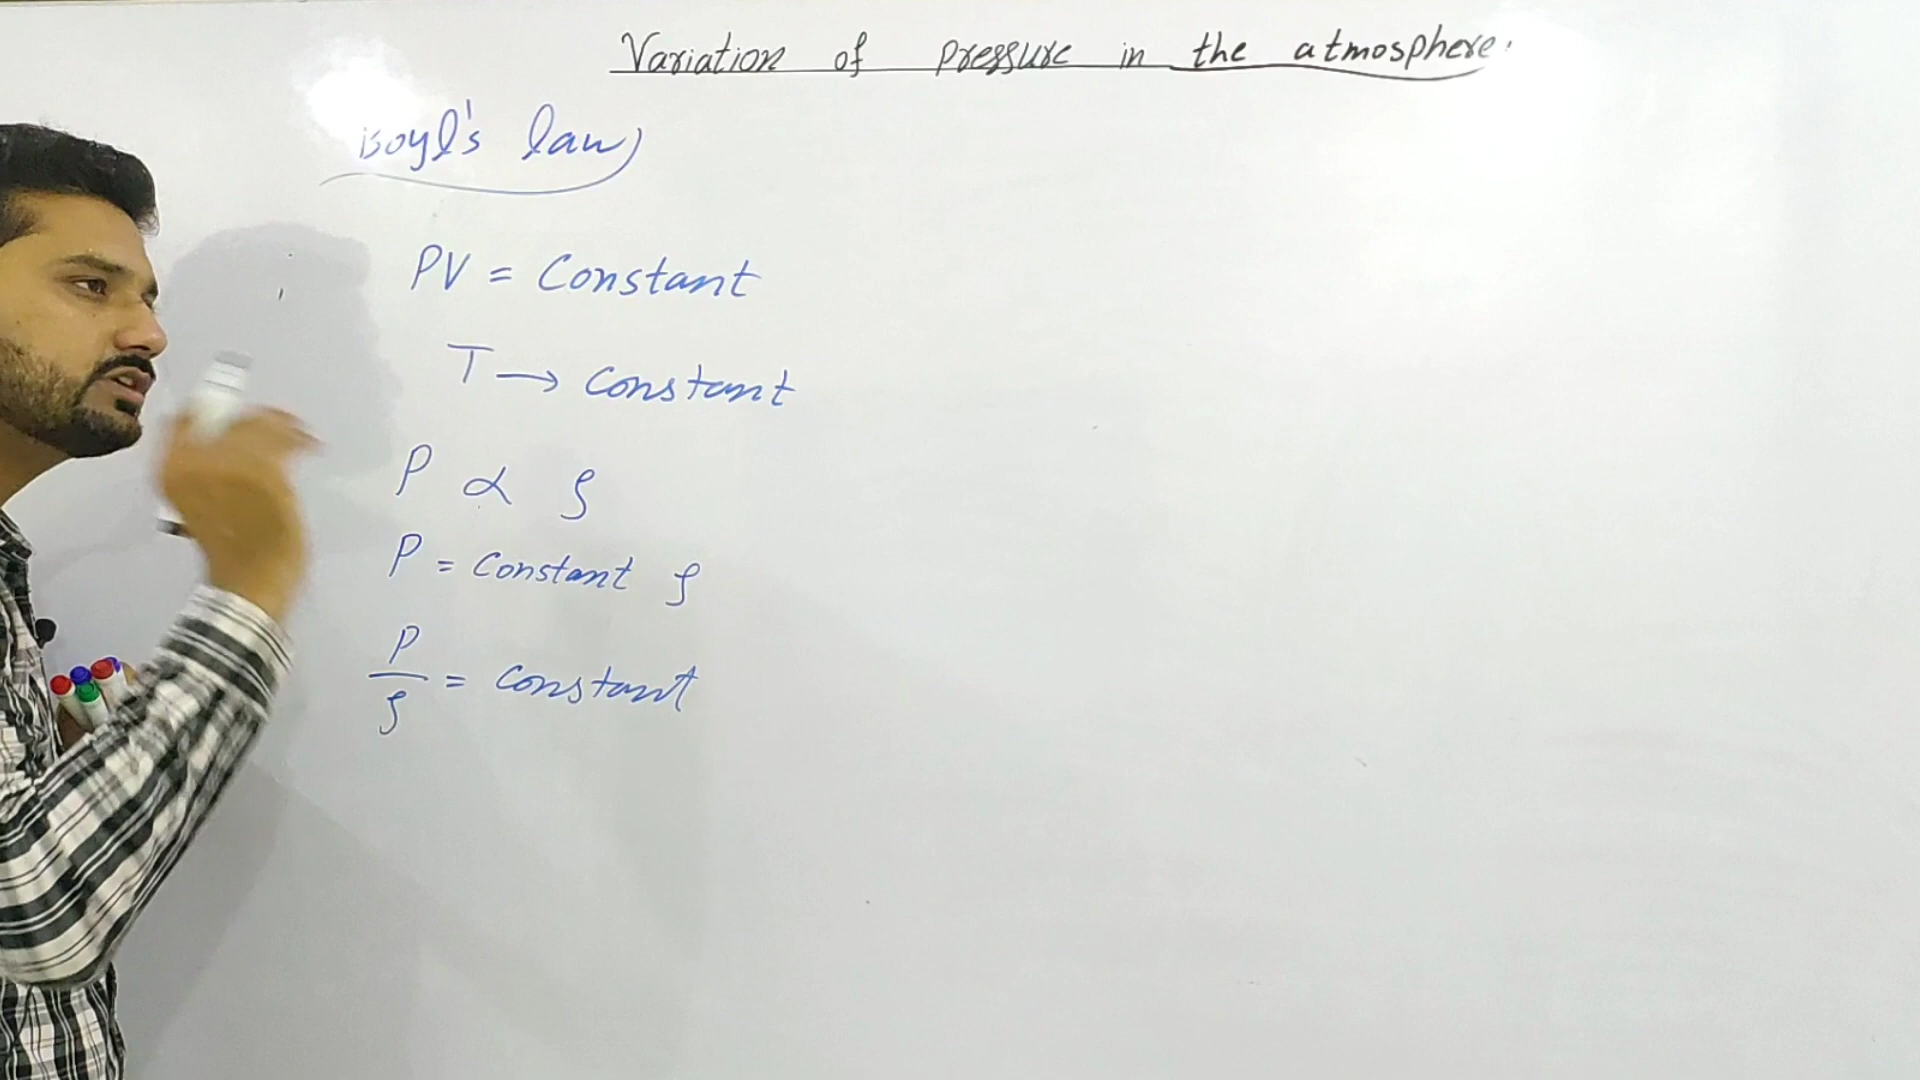 Variation of pressure in the atmosphere.
Boyl's law
PV = Constant
T → Constant
P ∝ ρ
P = Constant ρ
P/ρ = Constant